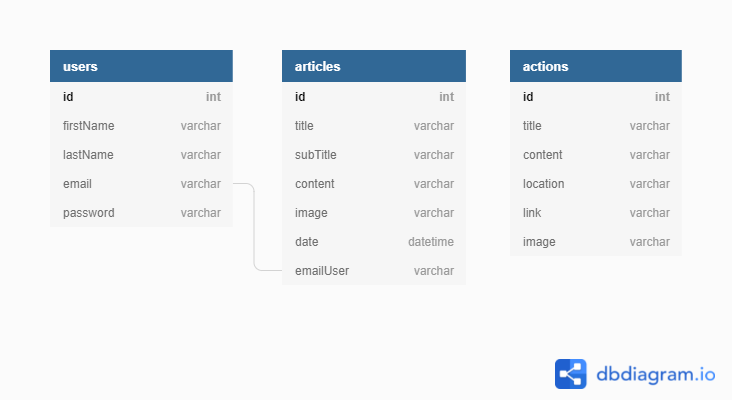 users
id int
firstName varchar
lastName varchar
email varchar
password varchar
articles
id int
title varchar
subTitle varchar
content varchar
image varchar
date datetime
emailUser varchar
actions
id int
title varchar
content varchar
location varchar
link varchar
image varchar
dbdiagram.io